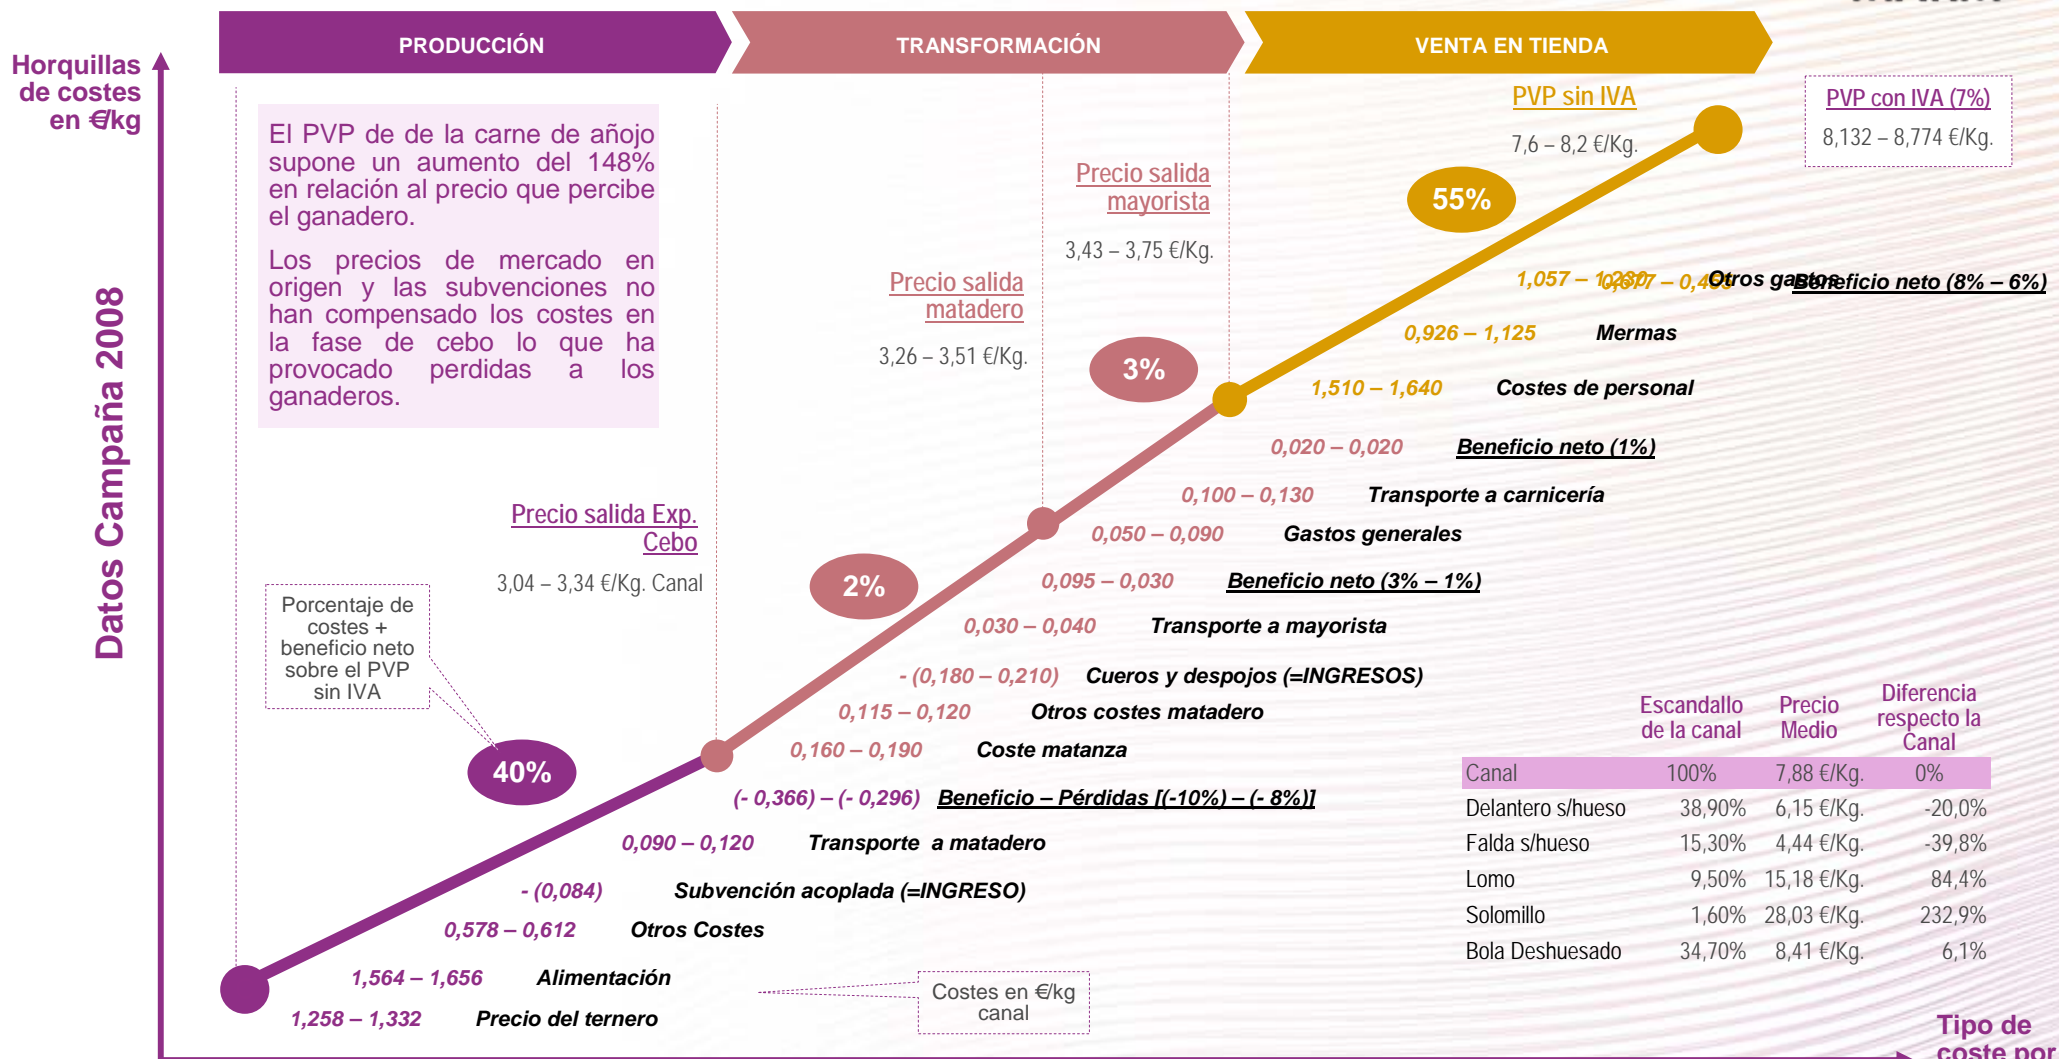 PRODUCCIÓN
TRANSFORMACIÓN
VENTA EN TIENDA
Horquillas
de costes
en €/kg
Datos Campaña 2008
El PVP de de la carne de añojo
supone un aumento del 148%
en relación al precio que percibe
el ganadero.
Los precios de mercado en
origen y las subvenciones no
han compensado los costes en
la fase de cebo lo que ha
provocado perdidas a los
ganaderos.
PVP sin IVA
7,6 – 8,2 €/Kg.
PVP con IVA (7%)
8,132 – 8,774 €/Kg.
Precio salida
mayorista
3,43 – 3,75 €/Kg.
Precio salida
matadero
3,26 – 3,51 €/Kg.
Precio salida Exp.
Cebo
3,04 – 3,34 €/Kg. Canal
Porcentaje de
costes +
beneficio neto
sobre el PVP
sin IVA
40%
2%
3%
55%
1,057 – Otros gastos
Beneficio neto (8% – 6%)
0,926 – 1,125 Mermas
1,510 – 1,640 Costes de personal
0,020 – 0,020 Beneficio neto (1%)
0,100 – 0,130 Transporte a carnicería
0,050 – 0,090 Gastos generales
0,095 – 0,030 Beneficio neto (3% – 1%)
0,030 – 0,040 Transporte a mayorista
- (0,180 – 0,210) Cueros y despojos (=INGRESOS)
0,115 – 0,120 Otros costes matadero
0,160 – 0,190 Coste matanza
(- 0,366) – (- 0,296) Beneficio – Pérdidas [(-10%) – (- 8%)]
0,090 – 0,120 Transporte a matadero
- (0,084) Subvención acoplada (=INGRESO)
0,578 – 0,612 Otros Costes
1,564 – 1,656 Alimentación
1,258 – 1,332 Precio del ternero
Costes en €/kg
canal
Escandallo
de la canal
Precio
Medio
Diferencia
respecto la
Canal
Canal 100% 7,88 €/Kg. 0%
Delantero s/hueso 38,90% 6,15 €/Kg. -20,0%
Falda s/hueso 15,30% 4,44 €/Kg. -39,8%
Lomo 9,50% 15,18 €/Kg. 84,4%
Solomillo 1,60% 28,03 €/Kg. 232,9%
Bola Deshuesado 34,70% 8,41 €/Kg. 6,1%
Tipo de
coste por